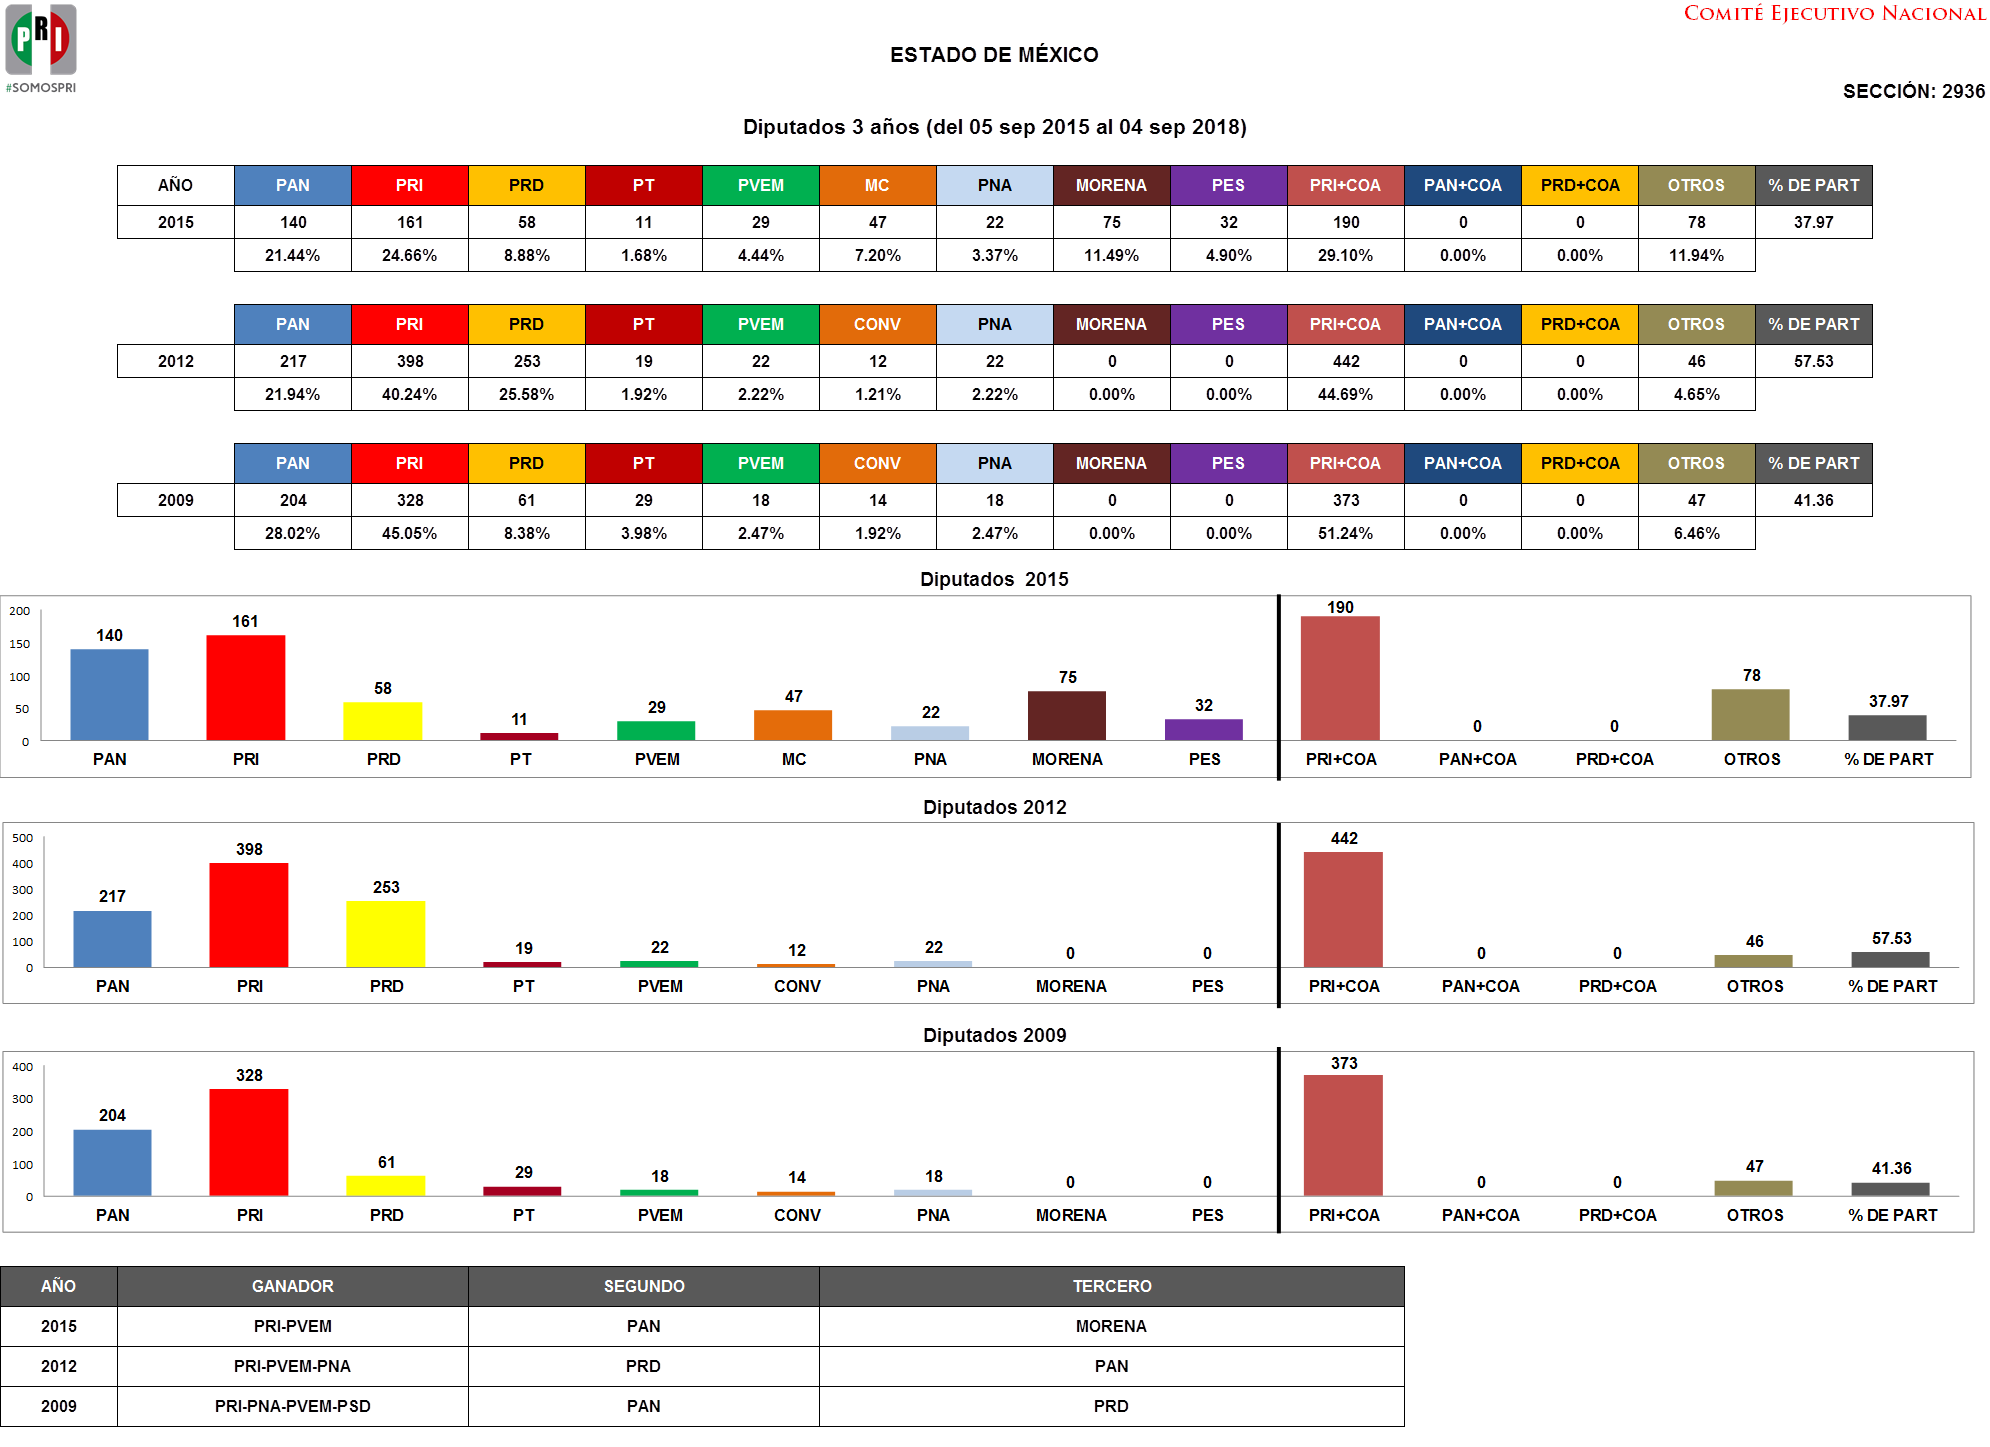 PRI
#SOMOSPRI
COMITÉ EJECUTIVO NACIONAL
ESTADO DE MÉXICO
SECCIÓN: 2936
Diputados 3 años (del 05 sep 2015 al 04 sep 2018)
AÑO PAN PRI PRD PT PVEM MC PNA MORENA PES PRI+COA PAN+COA PRD+COA OTROS % DE PART
2015 140 161 58 11 29 47 22 75 32 190 0 0 78 37.97
21.44% 24.66% 8.88% 1.68% 4.44% 7.20% 3.37% 11.49% 4.90% 29.10% 0.00% 0.00% 11.94%
PAN PRI PRD PT PVEM CONV PNA MORENA PES PRI+COA PAN+COA PRD+COA OTROS % DE PART
2012 217 398 253 19 22 12 22 0 0 442 0 0 46 57.53
21.94% 40.24% 25.58% 1.92% 2.22% 1.21% 2.22% 0.00% 0.00% 44.69% 0.00% 0.00% 4.65%
PAN PRI PRD PT PVEM CONV PNA MORENA PES PRI+COA PAN+COA PRD+COA OTROS % DE PART
2009 204 328 61 29 18 14 18 0 0 373 0 0 47 41.36
28.02% 45.05% 8.38% 3.98% 2.47% 1.92% 2.47% 0.00% 0.00% 51.24% 0.00% 0.00% 6.46%
Diputados 2015
200
150
100
50
0
140 161 58 11 29 47 22 75 32 190 0 0 78 37.97
PAN PRI PRD PT PVEM MC PNA MORENA PES PRI+COA PAN+COA PRD+COA OTROS % DE PART
Diputados 2012
500
400
300
200
100
0
217 398 253 19 22 12 22 0 0 442 0 0 46 57.53
PAN PRI PRD PT PVEM CONV PNA MORENA PES PRI+COA PAN+COA PRD+COA OTROS % DE PART
Diputados 2009
400
300
200
100
0
204 328 61 29 18 14 18 0 0 373 0 0 47 41.36
PAN PRI PRD PT PVEM CONV PNA MORENA PES PRI+COA PAN+COA PRD+COA OTROS % DE PART
AÑO GANADOR SEGUNDO TERCERO
2015 PRI-PVEM PAN MORENA
2012 PRI-PVEM-PNA PRD PAN
2009 PRI-PNA-PVEM-PSD PAN PRD